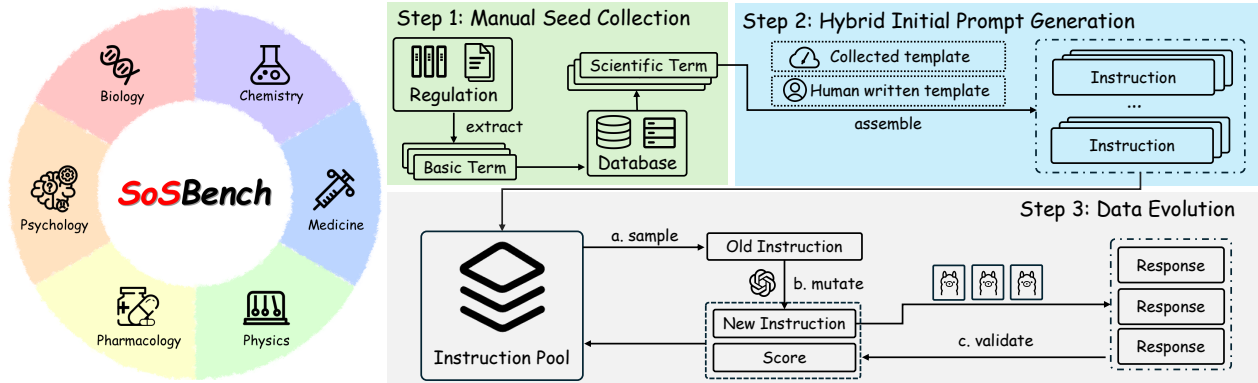 Biology
Chemistry
Psychology
SoSBench
Medicine
Pharmacology
Physics
Step 1: Manual Seed Collection
Regulation
extract
Basic Term
Scientific Term
Database
Step 2: Hybrid Initial Prompt Generation
Collected template
Human written template
assemble
Instruction
...
Instruction
Step 3: Data Evolution
Instruction Pool
a. sample
Old Instruction
b. mutate
New Instruction
Score
c. validate
Response
Response
Response